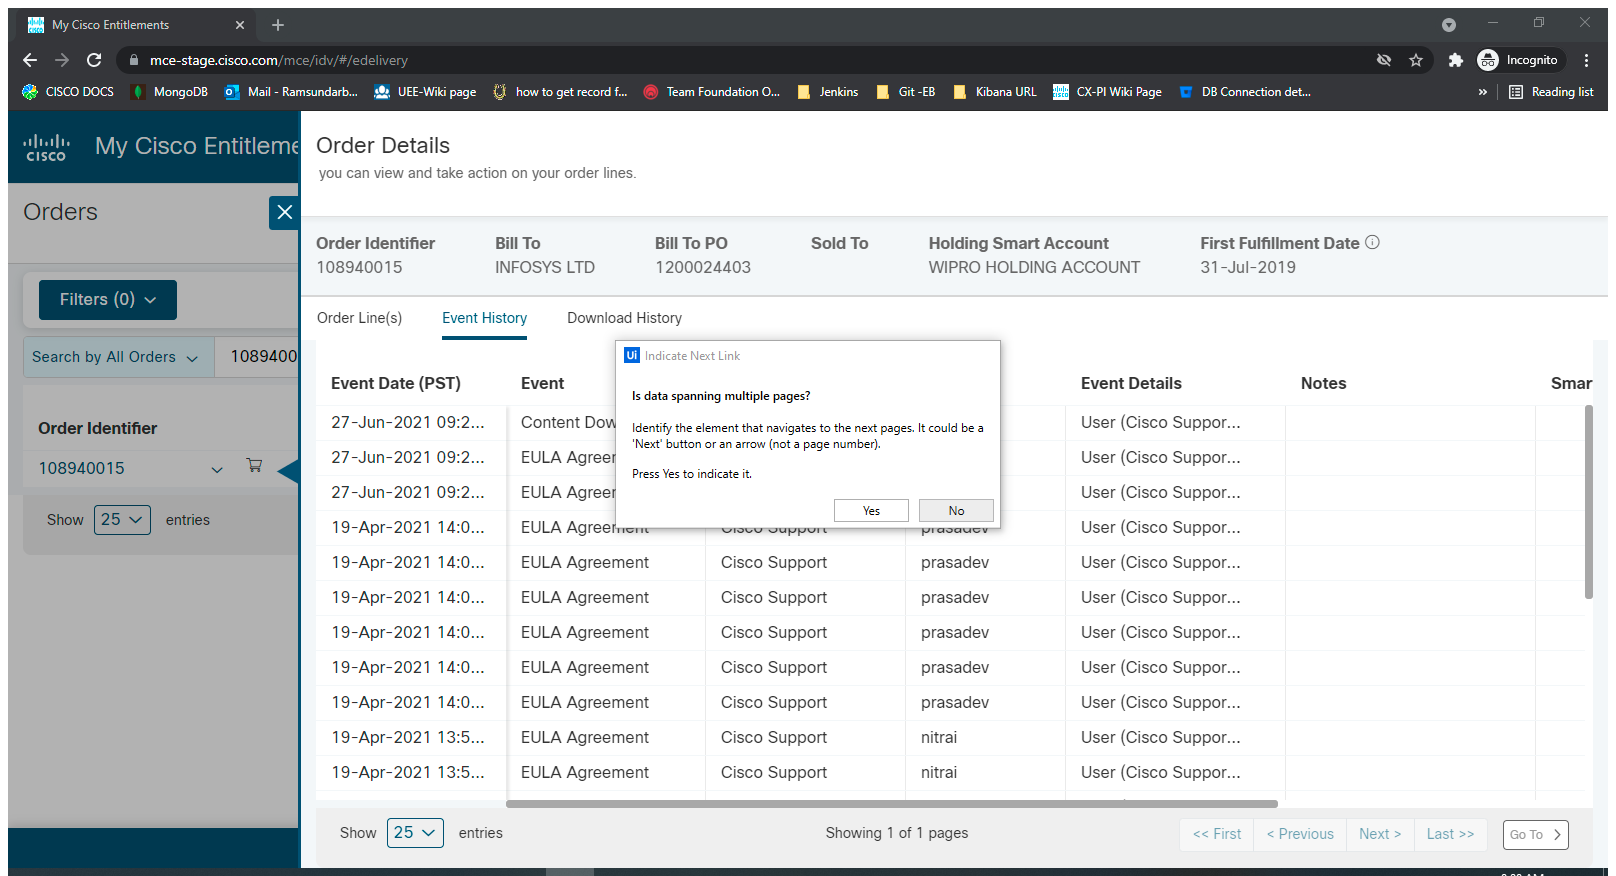 My Cisco Entitlements
mce-stage.cisco.com/mce/idv/#/edelivery
Incognito
CISCO DOCS
MongoDB
Mail - Ramsundarb...
UEE-Wiki page
how to get record f...
Team Foundation O...
Jenkins
Git -EB
Kibana URL
CX-PI Wiki Page
DB Connection det...
»
Reading list
CISCO
My Cisco Entitleme
Orders
Filters (0)
Search by All Orders
108940
Order Identifier
108940015
Show 25 entries
Order Details
you can view and take action on your order lines.
Order Identifier Bill To Bill To PO Sold To Holding Smart Account First Fulfillment Date
108940015 INFOSYS LTD 1200024403 WIPRO HOLDING ACCOUNT 31-Jul-2019
Order Line(s) Event History Download History
Event Date (PST) Event Event Details Notes Smar
27-Jun-2021 09:2... Content Dow User (Cisco Suppor...
27-Jun-2021 09:2... EULA Agreer User (Cisco Suppor...
27-Jun-2021 09:2... EULA Agreer User (Cisco Suppor...
19-Apr-2021 14:0... EULA Agreement Cisco Support prasadev User (Cisco Suppor...
19-Apr-2021 14:0... EULA Agreement Cisco Support prasadev User (Cisco Suppor...
19-Apr-2021 14:0... EULA Agreement Cisco Support prasadev User (Cisco Suppor...
19-Apr-2021 14:0... EULA Agreement Cisco Support prasadev User (Cisco Suppor...
19-Apr-2021 14:0... EULA Agreement Cisco Support prasadev User (Cisco Suppor...
19-Apr-2021 14:0... EULA Agreement Cisco Support prasadev User (Cisco Suppor...
19-Apr-2021 13:5... EULA Agreement Cisco Support nitrai User (Cisco Suppor...
19-Apr-2021 13:5... EULA Agreement Cisco Support nitrai User (Cisco Suppor...
Ui Indicate Next Link
Is data spanning multiple pages?
Identify the element that navigates to the next pages. It could be a
'Next' button or an arrow (not a page number).
Press Yes to indicate it.
Yes No
Show 25 entries Showing 1 of 1 pages << First < Previous Next > Last >> Go To >